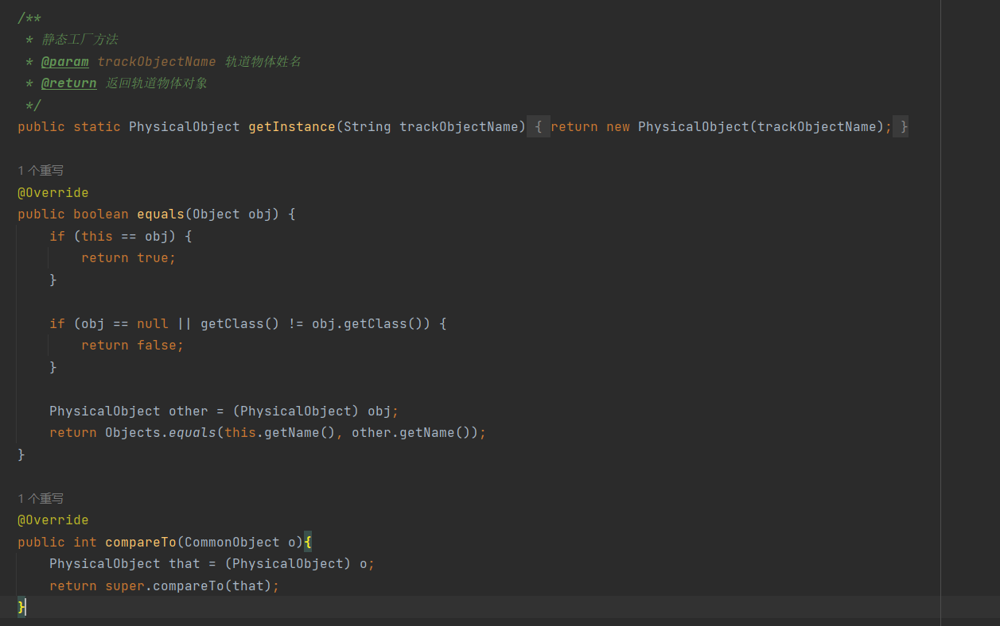 /**
 * 静态工厂方法
 * @param trackObjectName 轨道物体姓名
 * @return 返回轨道物体对象
 */
public static PhysicalObject getInstance(String trackObjectName) { return new PhysicalObject(trackObjectName); }
1 个重写
@Override
public boolean equals(Object obj) {
    if (this == obj) {
        return true;
    }
    if (obj == null || getClass() != obj.getClass()) {
        return false;
    }
    PhysicalObject other = (PhysicalObject) obj;
    return Objects.equals(this.getName(), other.getName());
}
1 个重写
@Override
public int compareTo(CommonObject o){
    PhysicalObject that = (PhysicalObject) o;
    return super.compareTo(that);
}